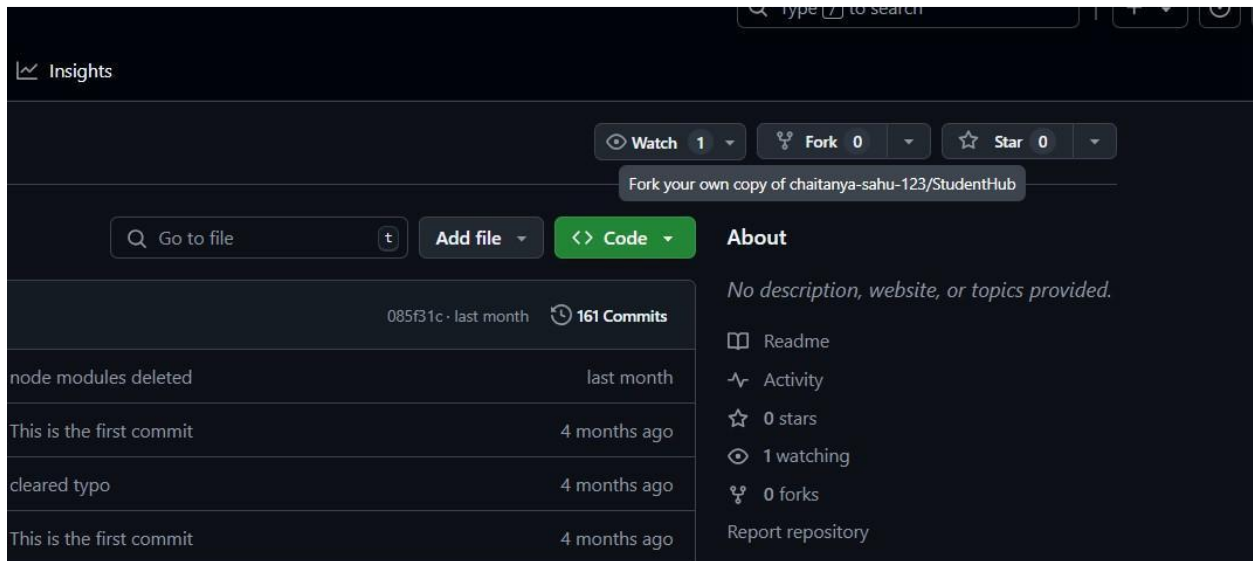 Type / to search
Insights
Watch 1 Fork 0 Star 0
Fork your own copy of chaitanya-sahu-123/StudentHub
Go to file t Add file <> Code
About
No description, website, or topics provided.
085f31c · last month 161 Commits
Readme
node modules deleted last month
Activity
This is the first commit 4 months ago
0 stars
1 watching
cleared typo 4 months ago
0 forks
This is the first commit 4 months ago
Report repository